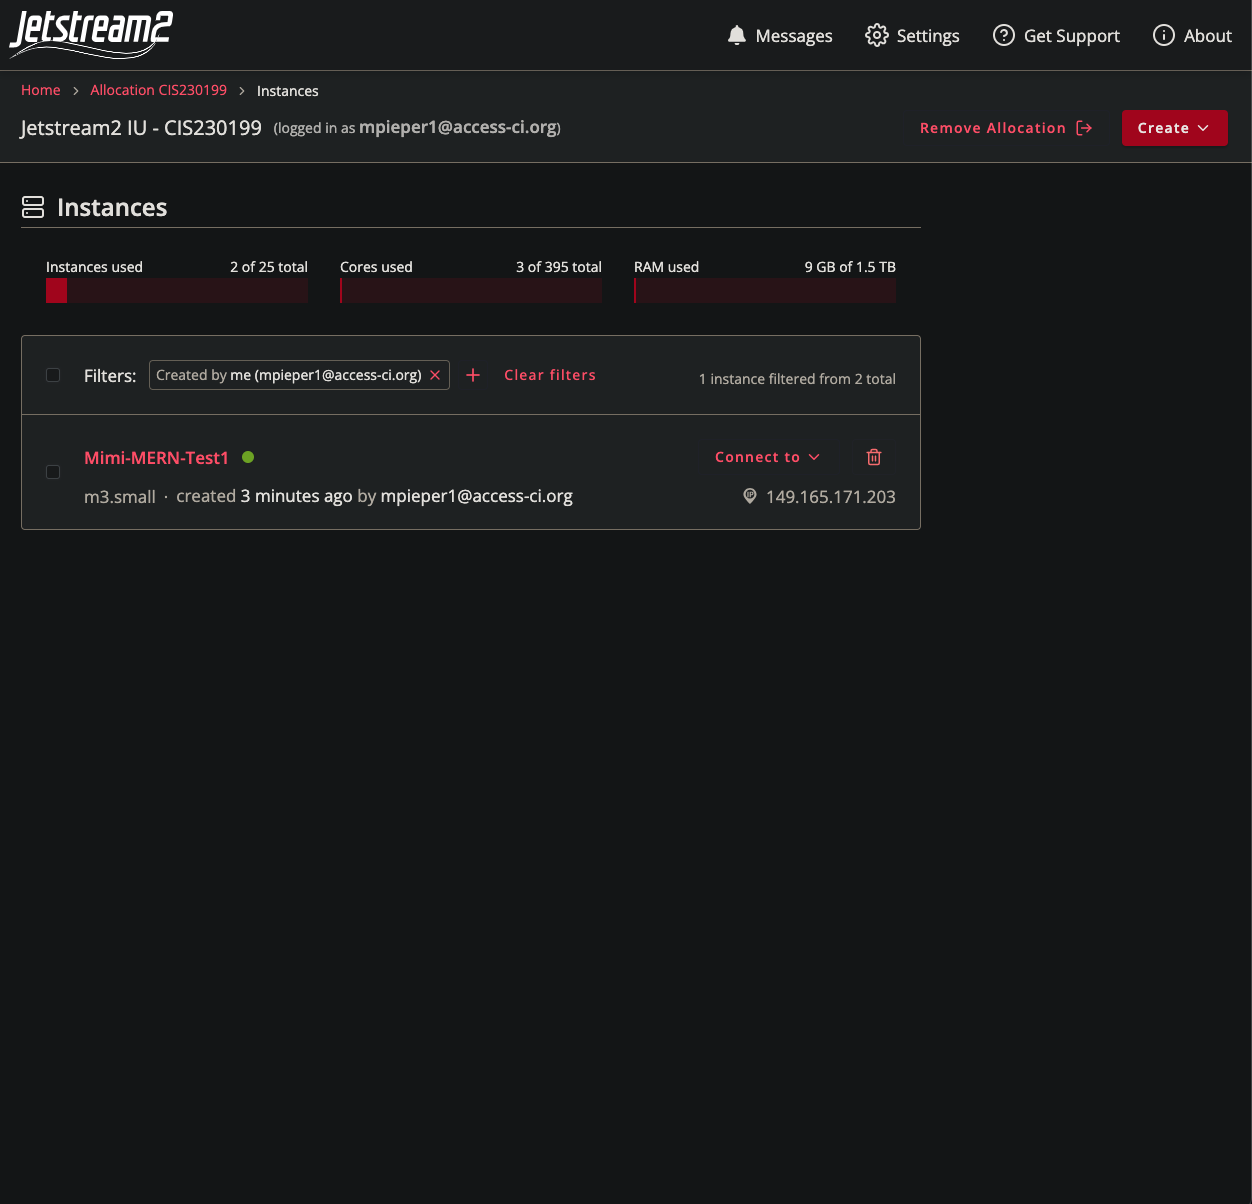 Jetstream2
Messages Settings Get Support About
Home > Allocation CIS230199 > Instances
Jetstream2 IU - CIS230199 (logged in as mpieper1@access-ci.org)
Remove Allocation
Create
Instances
Instances used 2 of 25 total
Cores used 3 of 395 total
RAM used 9 GB of 1.5 TB
Filters: Created by me (mpieper1@access-ci.org) Clear filters
1 instance filtered from 2 total
Mimi-MERN-Test1
Connect to
m3.small · created 3 minutes ago by mpieper1@access-ci.org
IP 149.165.171.203